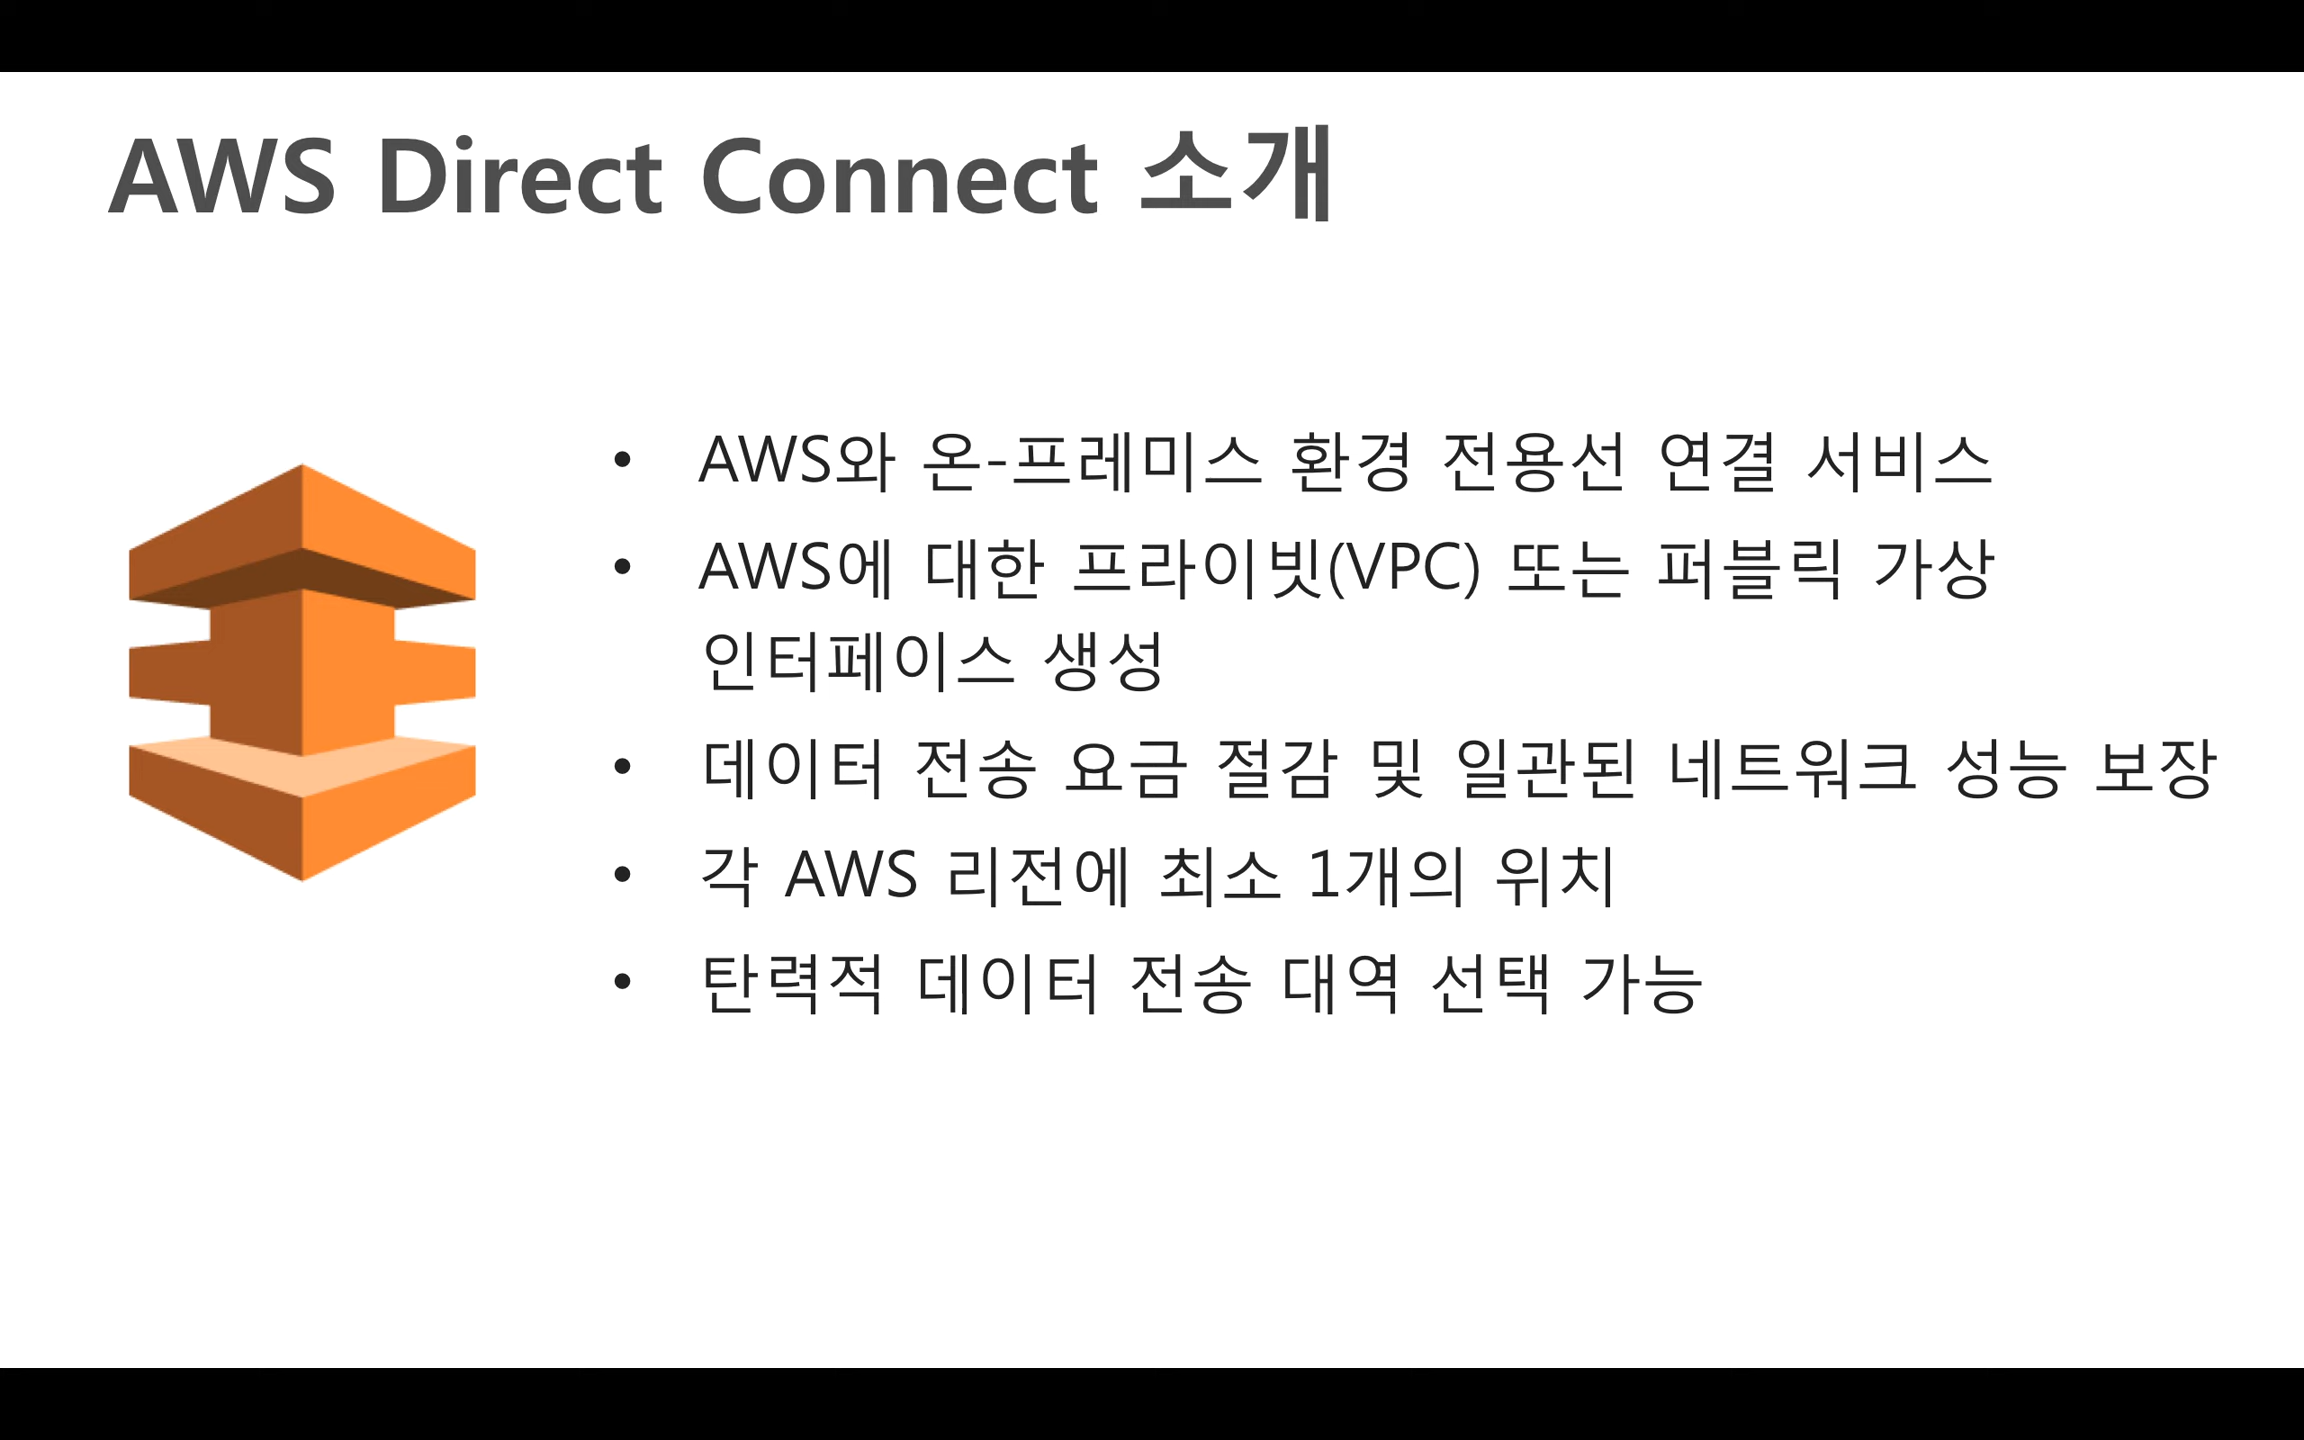 AWS Direct Connect 소개
• AWS와 온-프레미스 환경 전용선 연결 서비스
• AWS에 대한 프라이빗(VPC) 또는 퍼블릭 가상
인터페이스 생성
• 데이터 전송 요금 절감 및 일관된 네트워크 성능 보장
• 각 AWS 리전에 최소 1개의 위치
• 탄력적 데이터 전송 대역 선택 가능